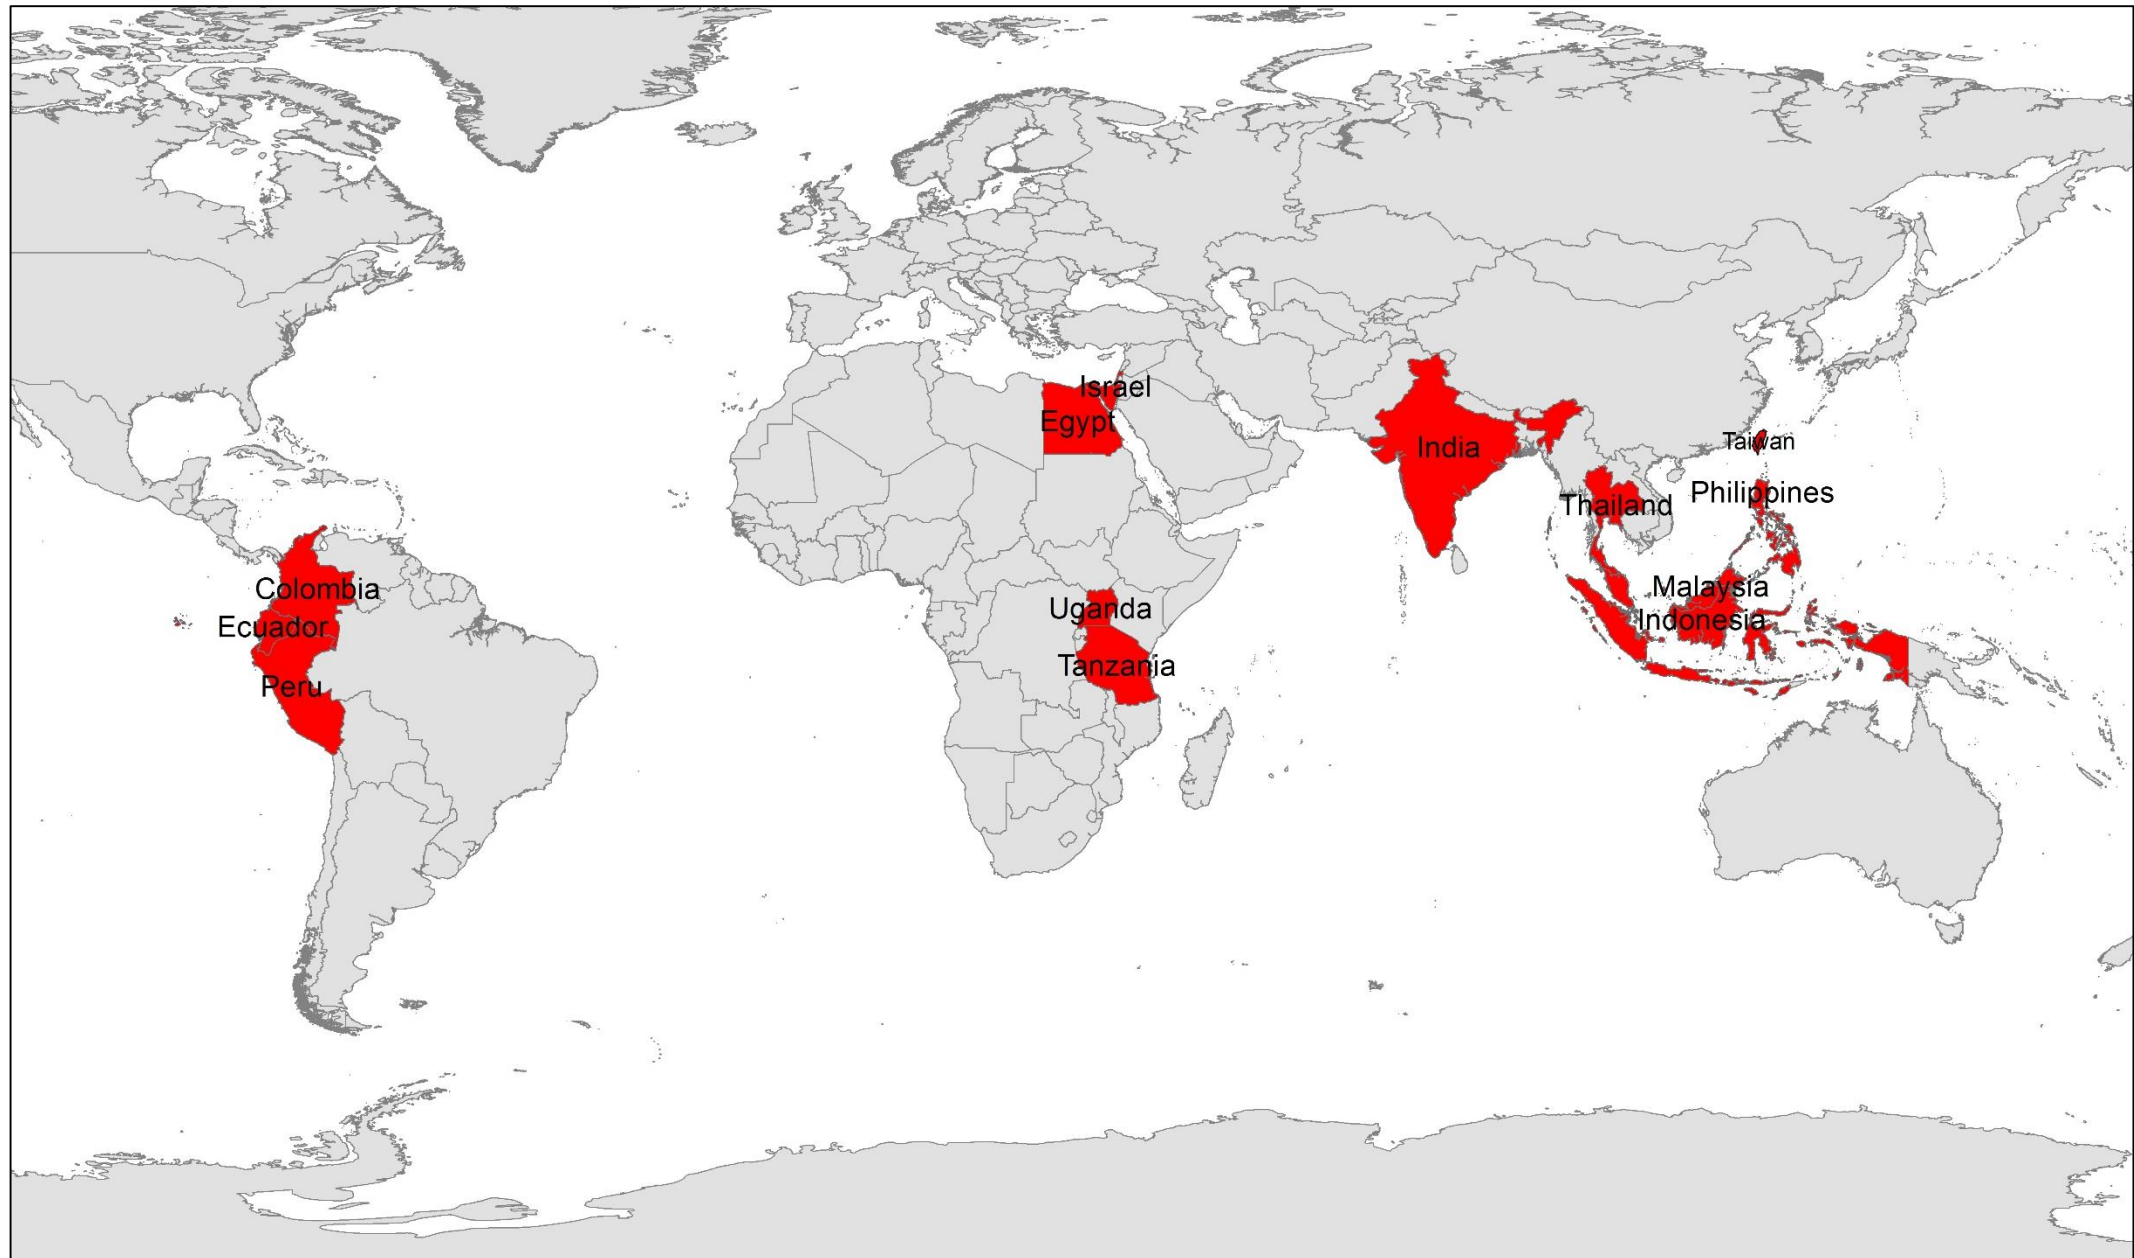 Israel
Egypt
India
Taiwan
Philippines
Thailand
Colombia
Malaysia
Uganda
Indonesia
Ecuador
Tanzania
Peru